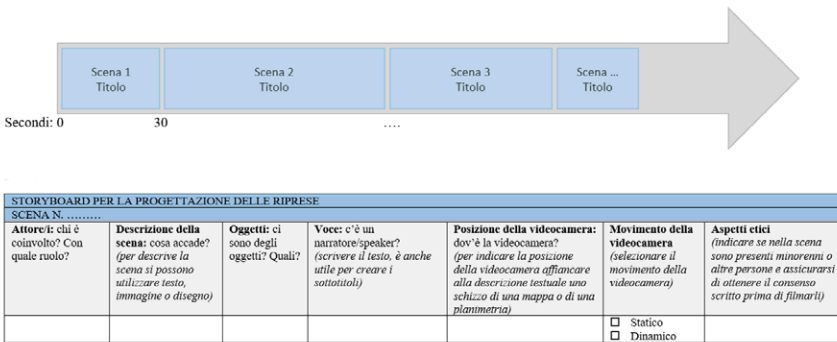 Scena 1
Titolo
Scena 2
Titolo
Scena 3
Titolo
Scena ...
Titolo
Secondi: 0 30 ....
STORYBOARD PER LA PROGETTAZIONE DELLE RIPRESE
SCENA N. .........
Attore/i: chi è
coinvolto? Con
quale ruolo?
Descrizione della
scena: cosa accade?
(per descrive la
scena si possono
utilizzare testo,
immagine o disegno)
Oggetti: ci
sono degli
oggetti? Quali?
Voce: c'è un
narratore/speaker?
(scrivere il testo, è anche
utile per creare i
sottotitoli)
Posizione della videocamera:
dov'è la videocamera?
(per indicare la posizione
della videocamera affiancare
alla descrizione testuale uno
schizzo di una mappa o di una
planimetria)
Movimento della
videocamera
(selezionare il
movimento della
videocamera)
Aspetti etici
(indicare se nella scena
sono presenti minorenni o
altre persone e assicurarsi
di ottenere il consenso
scritto prima di filmarli)
☐ Statico
☐ Dinamico